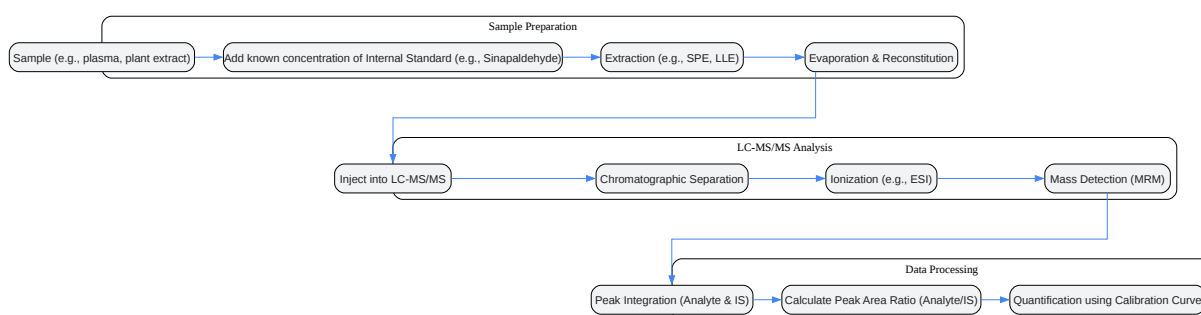 Sample Preparation
Sample (e.g., plasma, plant extract)
Add known concentration of Internal Standard (e.g., Sinapaldehyde)
Extraction (e.g., SPE, LLE)
Evaporation & Reconstitution
LC-MS/MS Analysis
Inject into LC-MS/MS
Chromatographic Separation
Ionization (e.g., ESI)
Mass Detection (MRM)
Data Processing
Peak Integration (Analyte & IS)
Calculate Peak Area Ratio (Analyte/IS)
Quantification using Calibration Curve